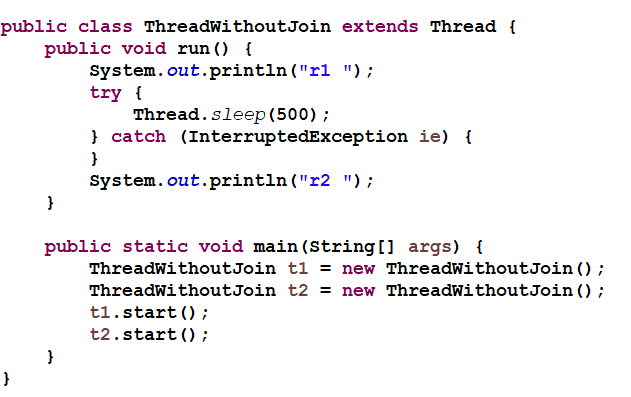 public class ThreadWithoutJoin extends Thread {
    public void run() {
        System.out.println("r1 ");
        try {
            Thread.sleep(500);
        } catch (InterruptedException ie) {
        }
        System.out.println("r2 ");
    }

    public static void main(String[] args) {
        ThreadWithoutJoin t1 = new ThreadWithoutJoin();
        ThreadWithoutJoin t2 = new ThreadWithoutJoin();
        t1.start();
        t2.start();
    }
}